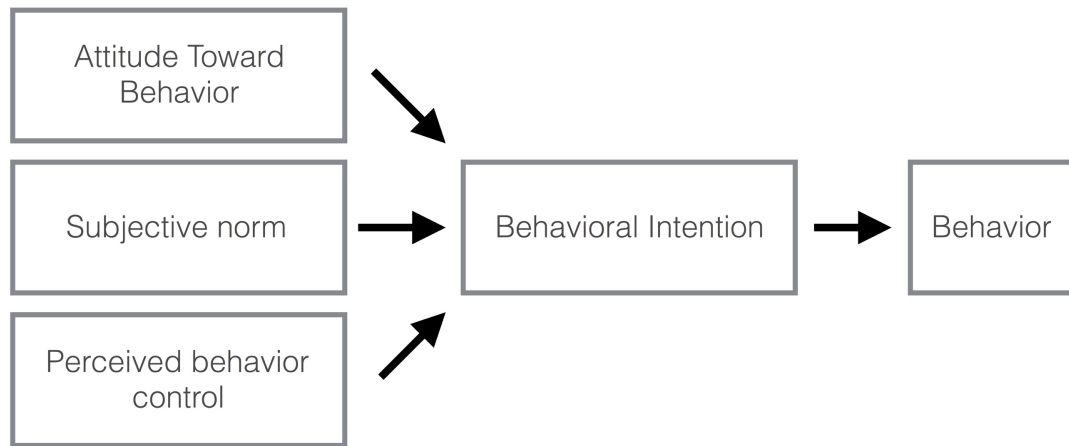 Attitude Toward
Behavior
Subjective norm
Perceived behavior
control
Behavioral Intention
Behavior